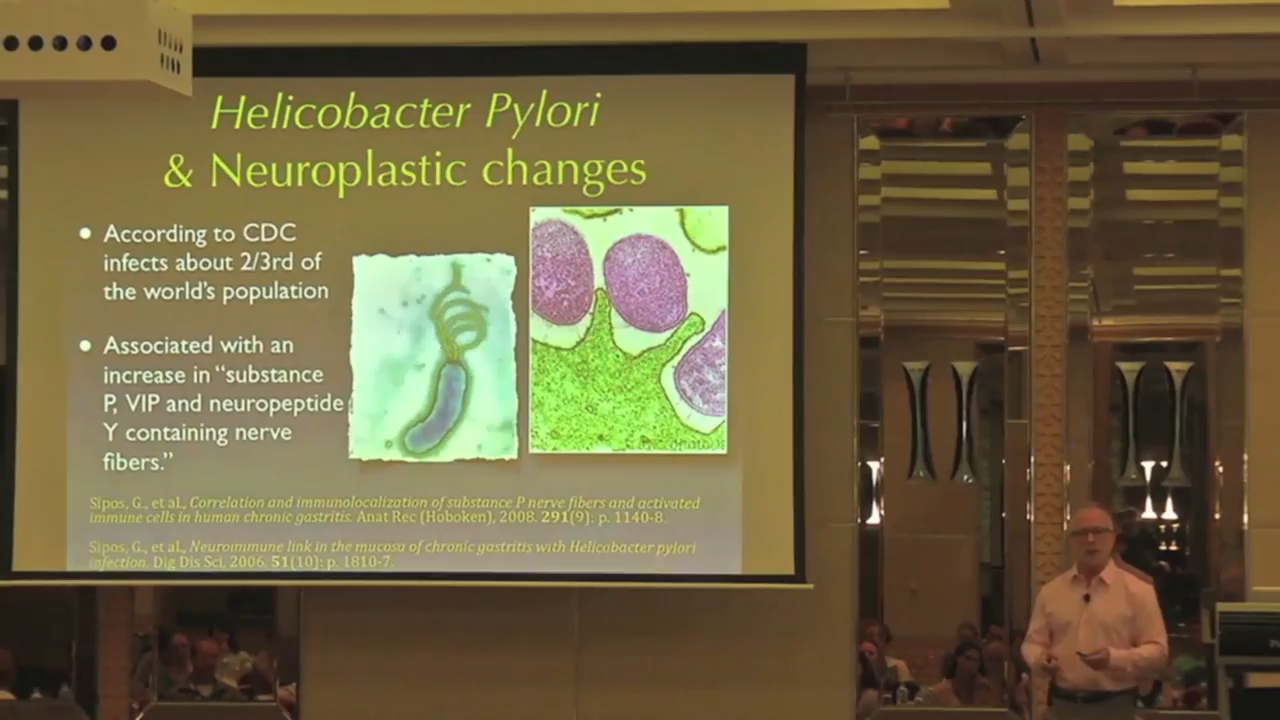 Helicobacter Pylori
& Neuroplastic changes
● According to CDC
infects about 2/3rd of
the world's population
● Associated with an
increase in “substance
P, VIP and neuropeptide
Y containing nerve
fibers.”
Sipos, G., et al., Correlation and immunolocalization of substance P nerve fibers and activated
immune cells in human chronic gastritis. Anat Rec (Hoboken), 2008. 291(9): p. 1140-8.
Sipos, G., et al., Neuroimmune link in the mucosa of chronic gastritis with Helicobacter pylori
infection. Dig Dis Sci, 2006. 51(10): p. 1810-7.